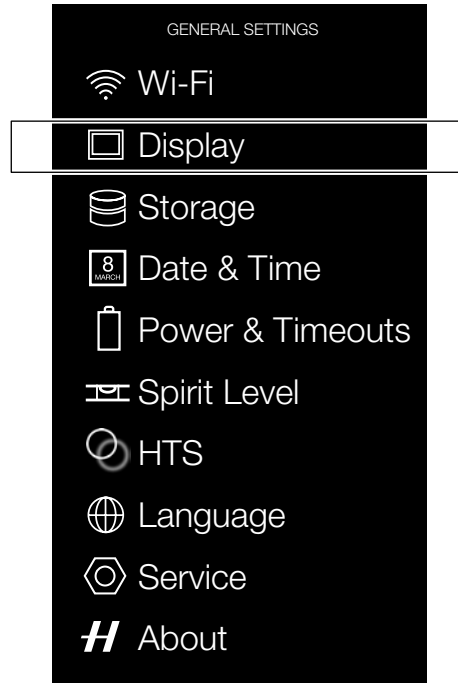 GENERAL SETTINGS
Wi-Fi
Display
Storage
8
MARCH
Date & Time
Power & Timeouts
Spirit Level
HTS
Language
Service
H About